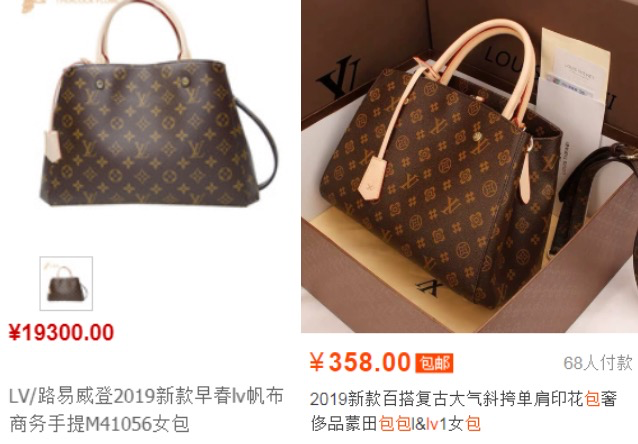 ¥19300.00
LV/路易威登2019新款早春lv帆布
商务手提M41056女包
LOU
¥358.00 包邮
68人付款
2019新款百搭复古大气斜挎单肩印花包奢
侈品蒙田包包l&lv1女包